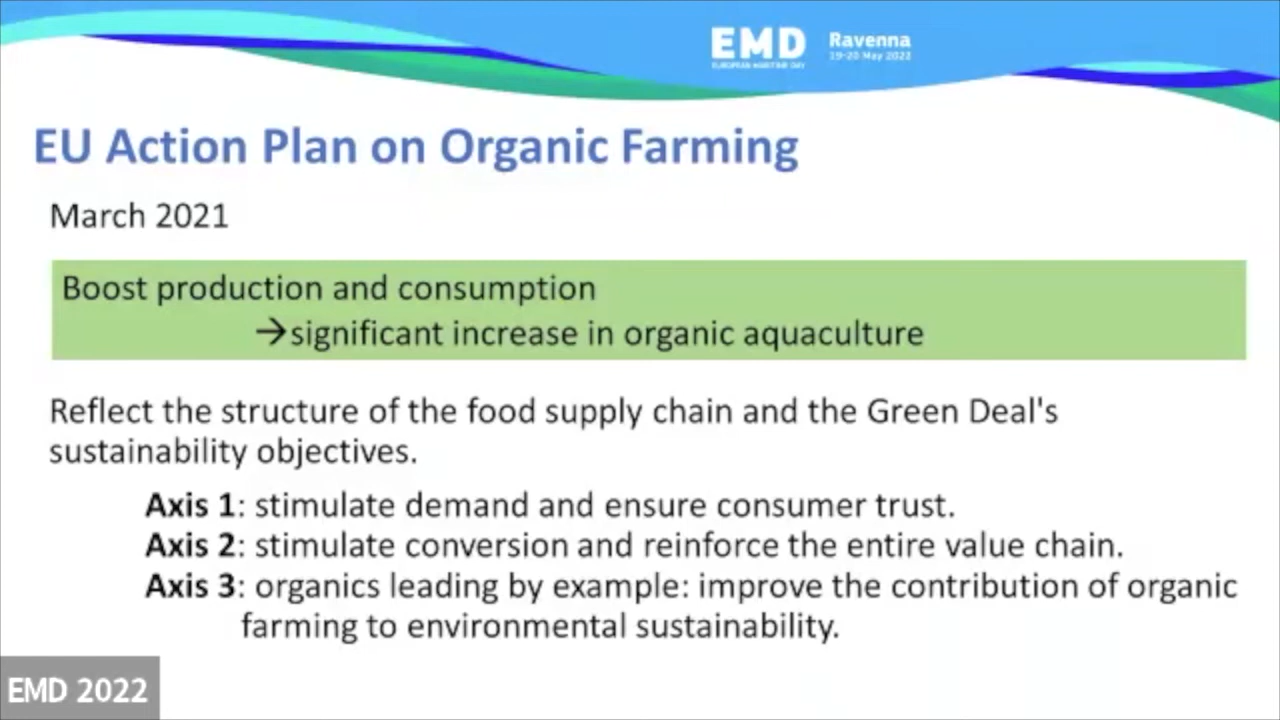 EMD
EUROPEAN MARITIME DAY
Ravenna
19-20 May 2022
EU Action Plan on Organic Farming
March 2021
Boost production and consumption
→significant increase in organic aquaculture
Reflect the structure of the food supply chain and the Green Deal's
sustainability objectives.
Axis 1: stimulate demand and ensure consumer trust.
Axis 2: stimulate conversion and reinforce the entire value chain.
Axis 3: organics leading by example: improve the contribution of organic
farming to environmental sustainability.
EMD 2022